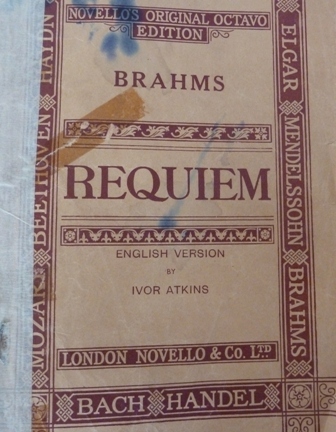 NOVELLO'S ORIGINAL OCTAVO
EDITION
BRAHMS
REQUIEM
ENGLISH VERSION
BY
IVOR ATKINS
LONDON NOVELLO & Co. LTD
BACH HANDEL
MOZART BEETHOVEN HAYDN
ELGAR MENDELSSOHN BRAHMS